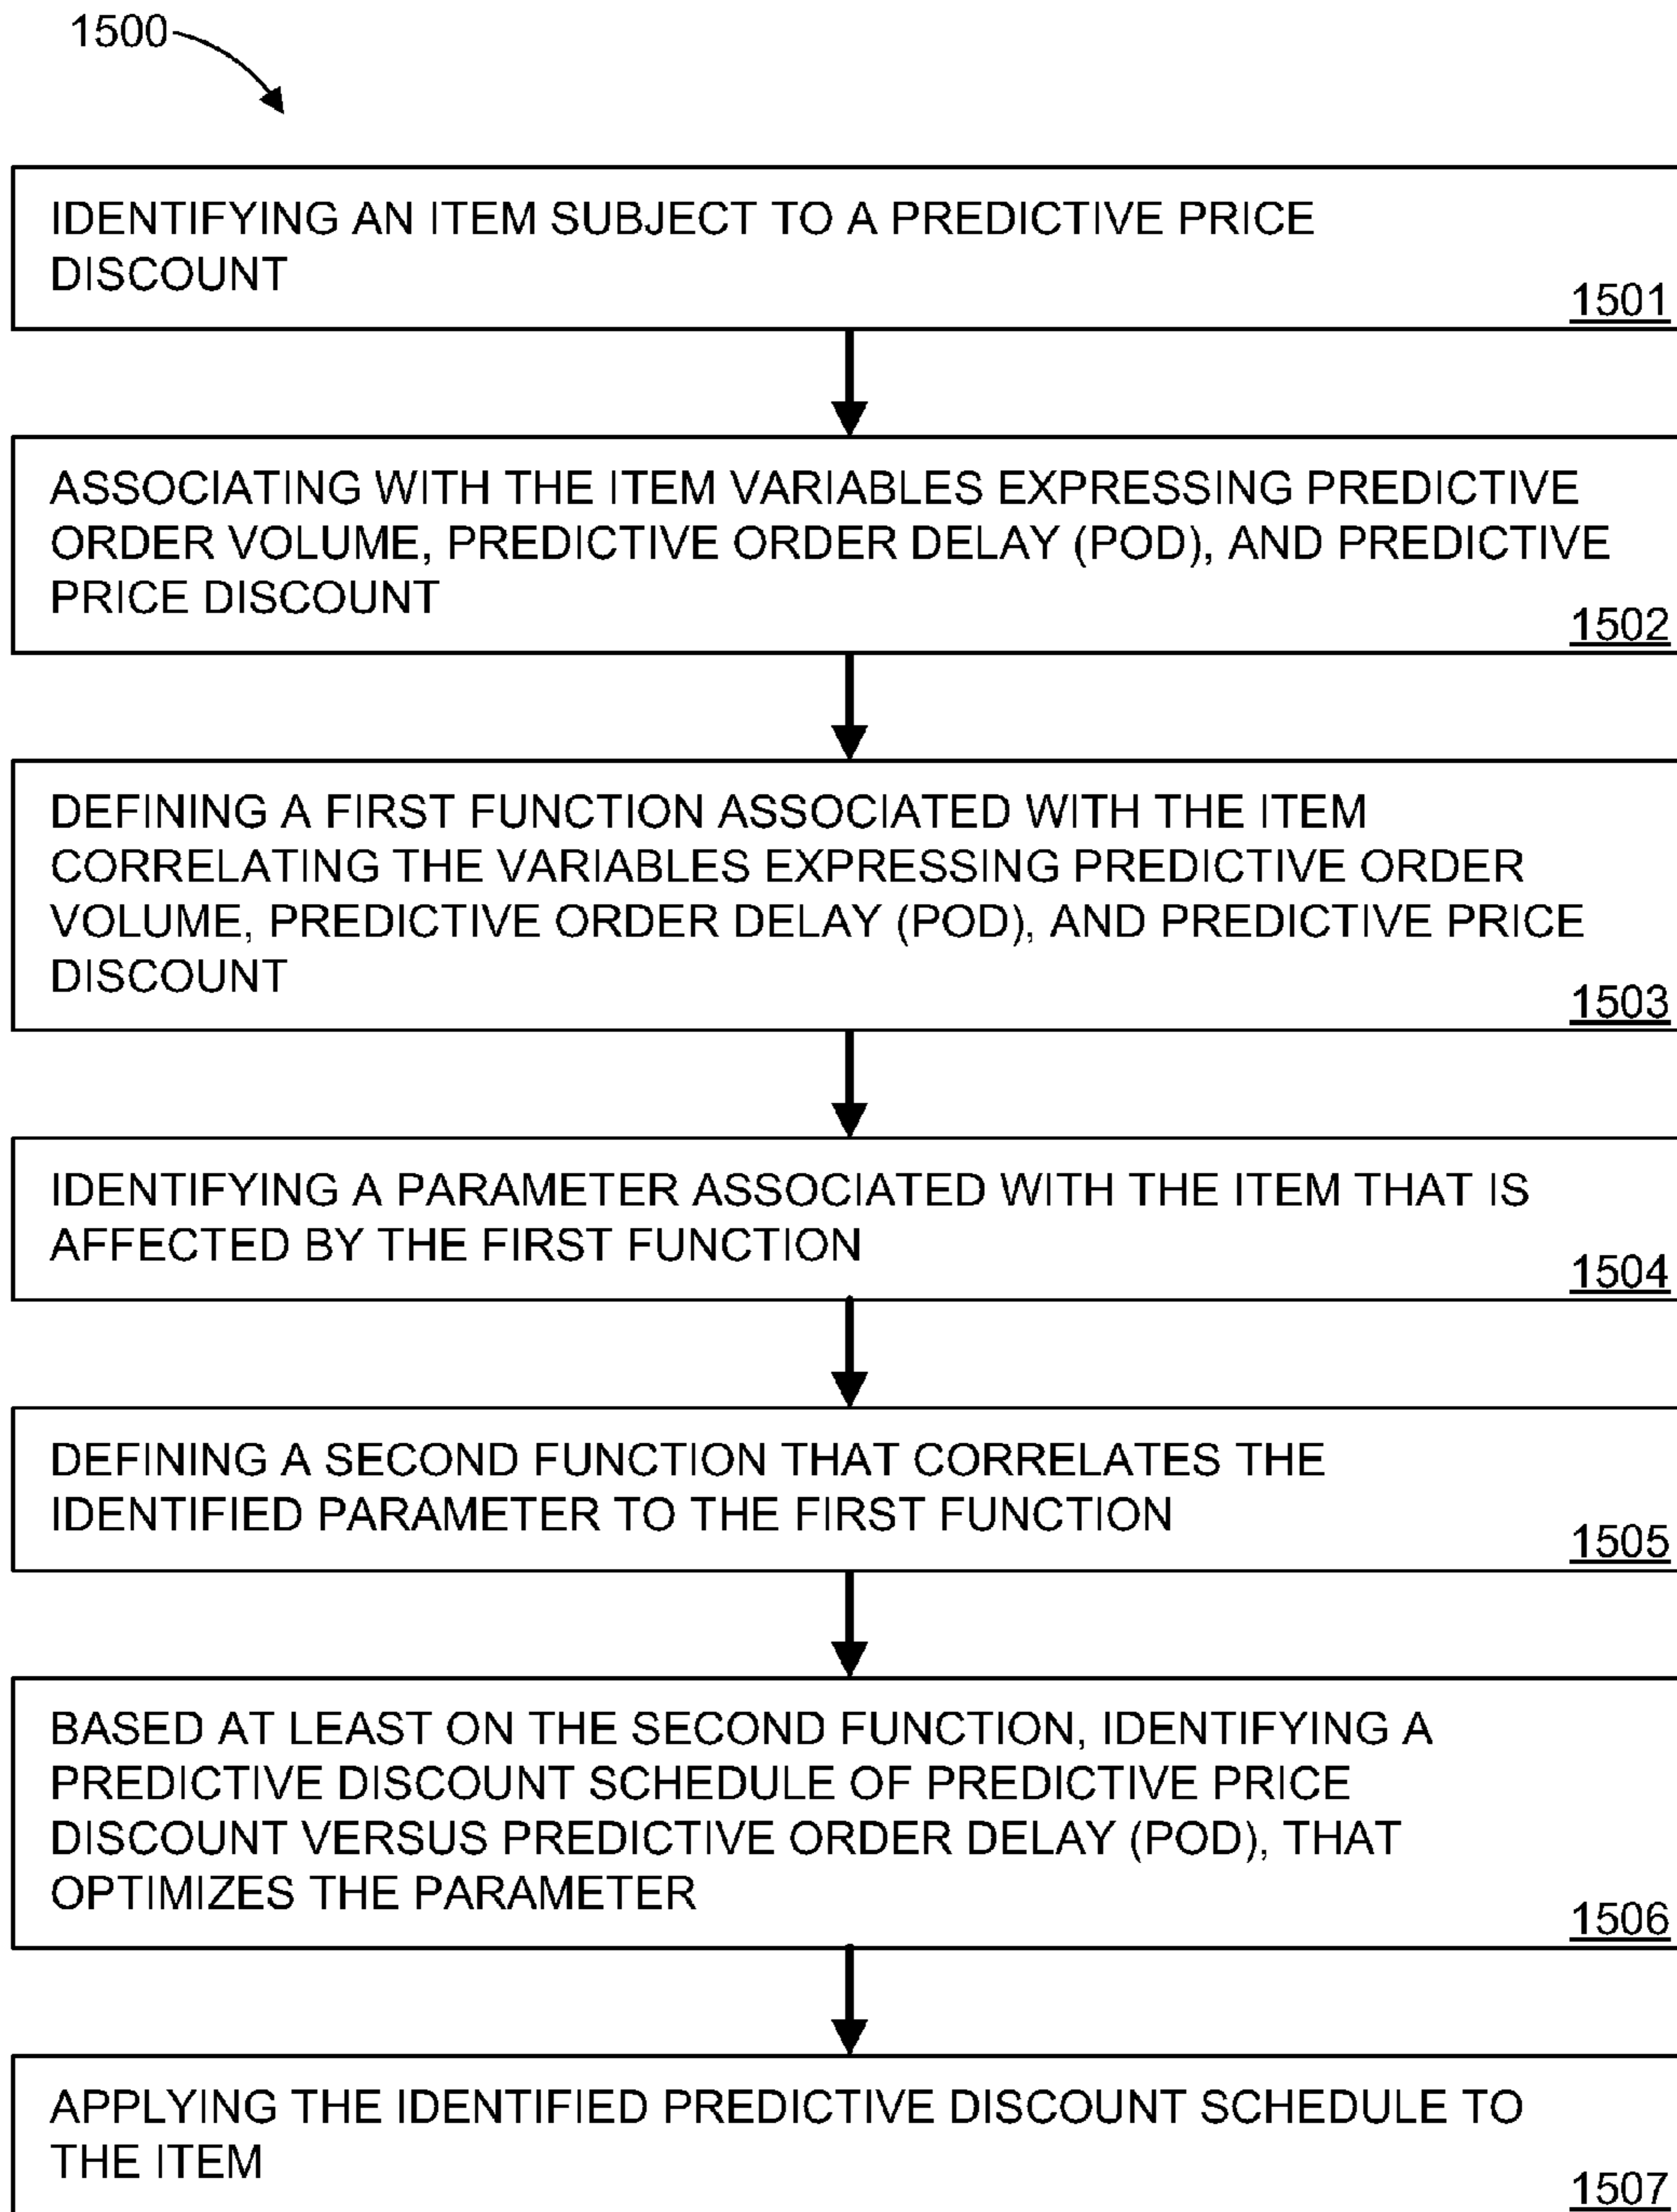 1500
IDENTIFYING AN ITEM SUBJECT TO A PREDICTIVE PRICE
DISCOUNT
1501
ASSOCIATING WITH THE ITEM VARIABLES EXPRESSING PREDICTIVE
ORDER VOLUME, PREDICTIVE ORDER DELAY (POD), AND PREDICTIVE
PRICE DISCOUNT
1502
DEFINING A FIRST FUNCTION ASSOCIATED WITH THE ITEM
CORRELATING THE VARIABLES EXPRESSING PREDICTIVE ORDER
VOLUME, PREDICTIVE ORDER DELAY (POD), AND PREDICTIVE PRICE
DISCOUNT
1503
IDENTIFYING A PARAMETER ASSOCIATED WITH THE ITEM THAT IS
AFFECTED BY THE FIRST FUNCTION
1504
DEFINING A SECOND FUNCTION THAT CORRELATES THE
IDENTIFIED PARAMETER TO THE FIRST FUNCTION
1505
BASED AT LEAST ON THE SECOND FUNCTION, IDENTIFYING A
PREDICTIVE DISCOUNT SCHEDULE OF PREDICTIVE PRICE
DISCOUNT VERSUS PREDICTIVE ORDER DELAY (POD), THAT
OPTIMIZES THE PARAMETER
1506
APPLYING THE IDENTIFIED PREDICTIVE DISCOUNT SCHEDULE TO
THE ITEM
1507